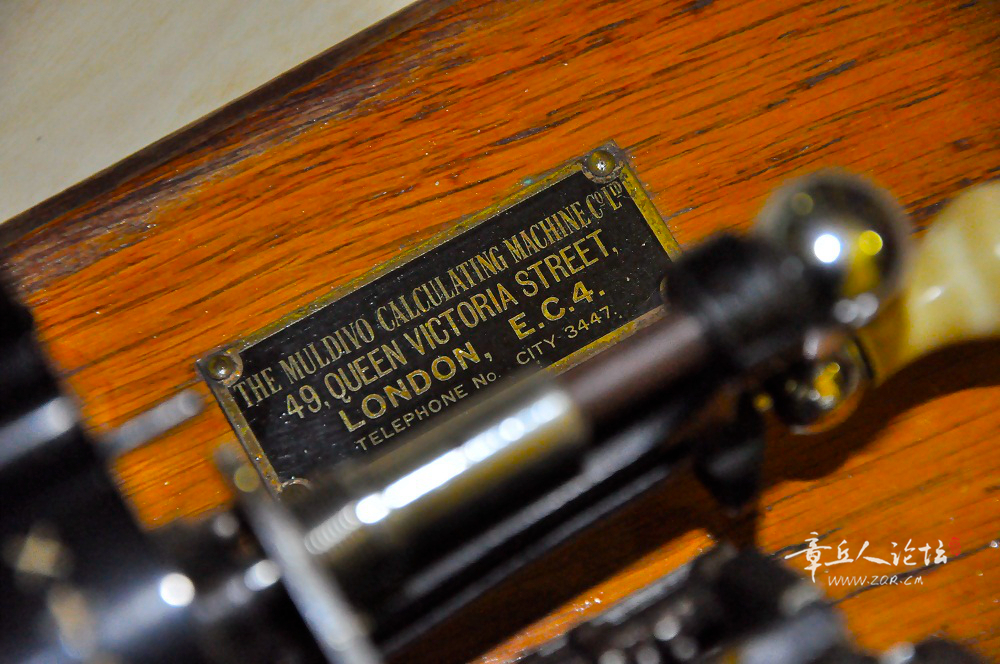 THE MULDIVO CALCULATING MACHINE Co. LTD
49, QUEEN VICTORIA STREET,
LONDON, E.C.4.
TELEPHONE No. CITY 3447.
章丘人论坛
WWW.ZQR.CN